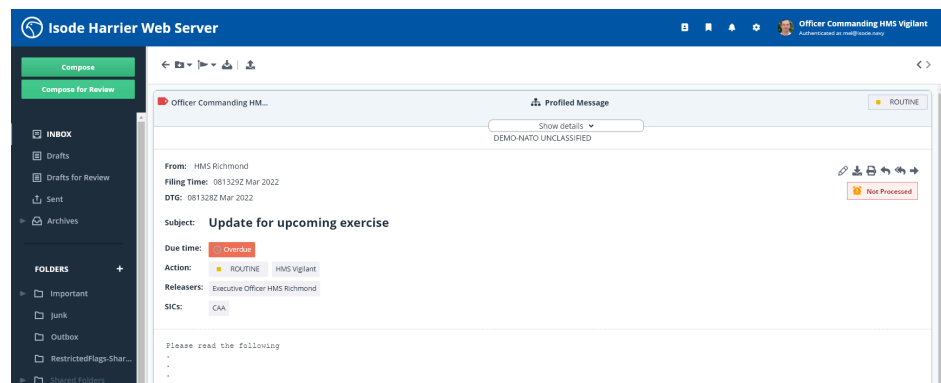 Isode Harrier Web Server
Officer Commanding HMS Vigilant
Authenticated as mel@isode.navy
Compose
Compose for Review
INBOX
Drafts
Drafts for Review
Sent
Archives
FOLDERS +
Important
Junk
Outbox
RestrictedFlags-Shar...
Shared Folders
Officer Commanding HM...
Profiled Message
ROUTINE
Show details
DEMO-NATO UNCLASSIFIED
From: HMS Richmond
Filing Time: 081329Z Mar 2022
DTG: 081328Z Mar 2022
Not Processed
Subject: Update for upcoming exercise
Due time: Overdue
Action: ROUTINE HMS Vigilant
Releasers: Executive Officer HMS Richmond
SICs: CAA
Please read the following
.
.
.